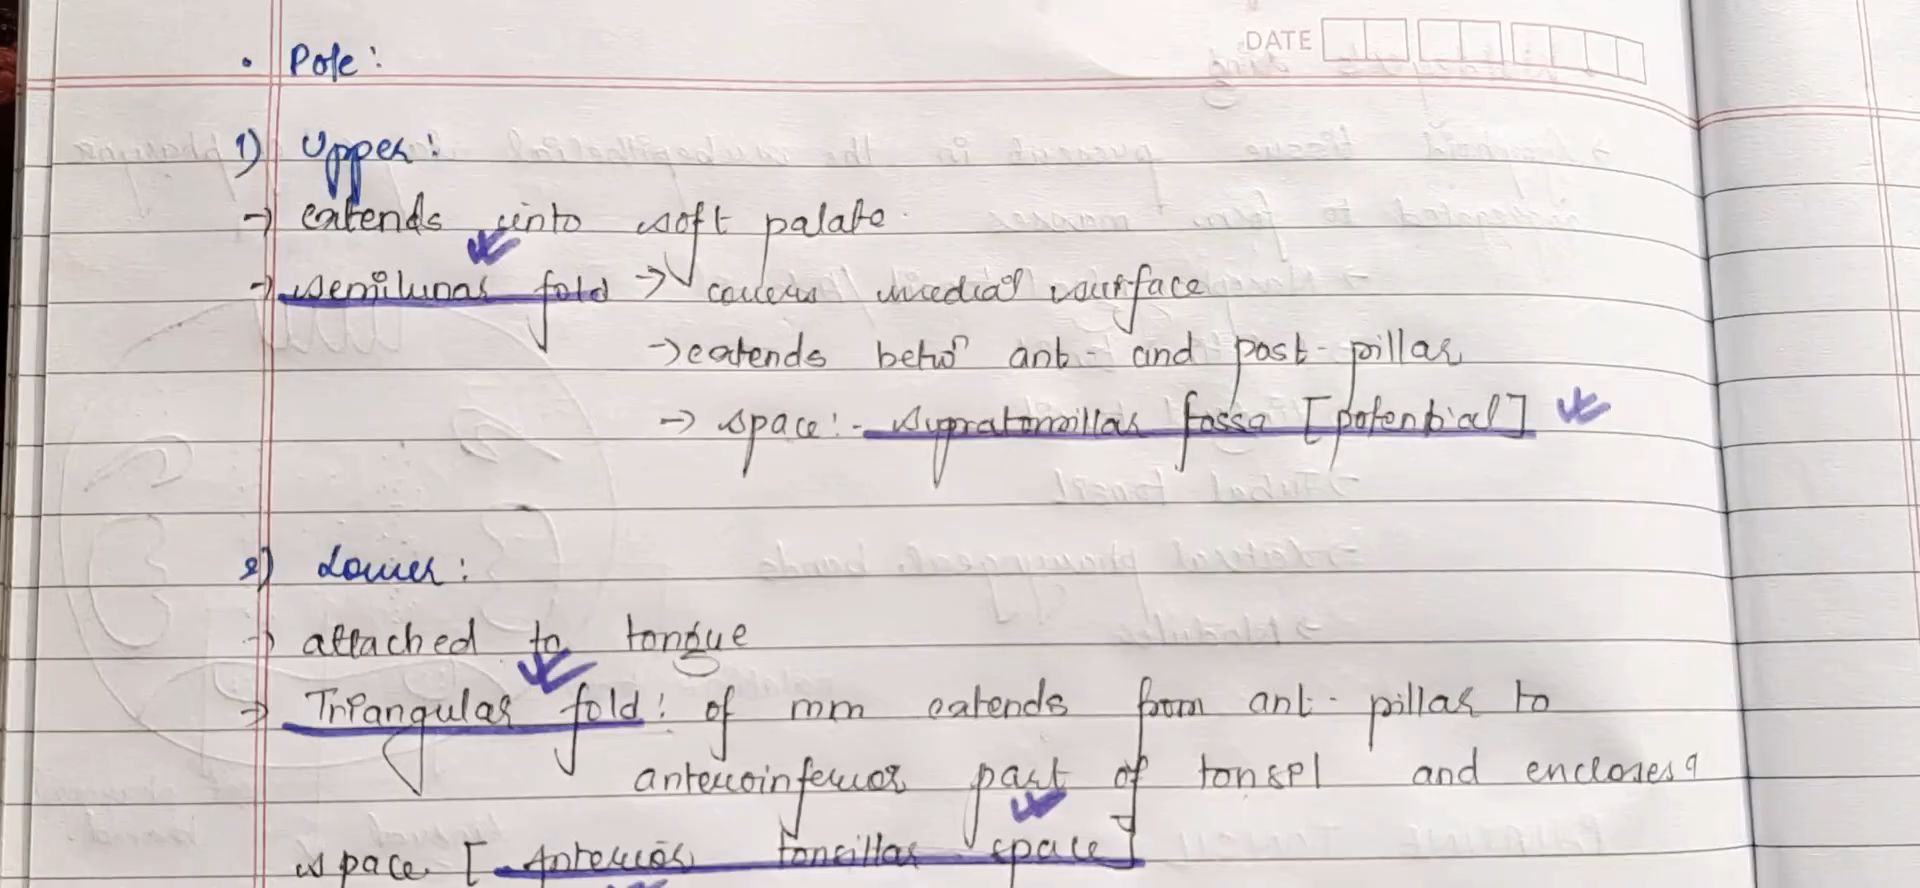 DATE
• Pole:
1) Upper:
→ extends into soft palate.
→ semilunar fold → covers medial surface
→ extends betwⁿ ant- and post-pillar
→ space:- supratonsillar fossa [potential]
2) Lower:
→ attached to tongue
→ Triangular fold: of mm extends from ant- pillar to
anteroinferior part of tonsil and encloses a
space [Anterior tonsillar space]